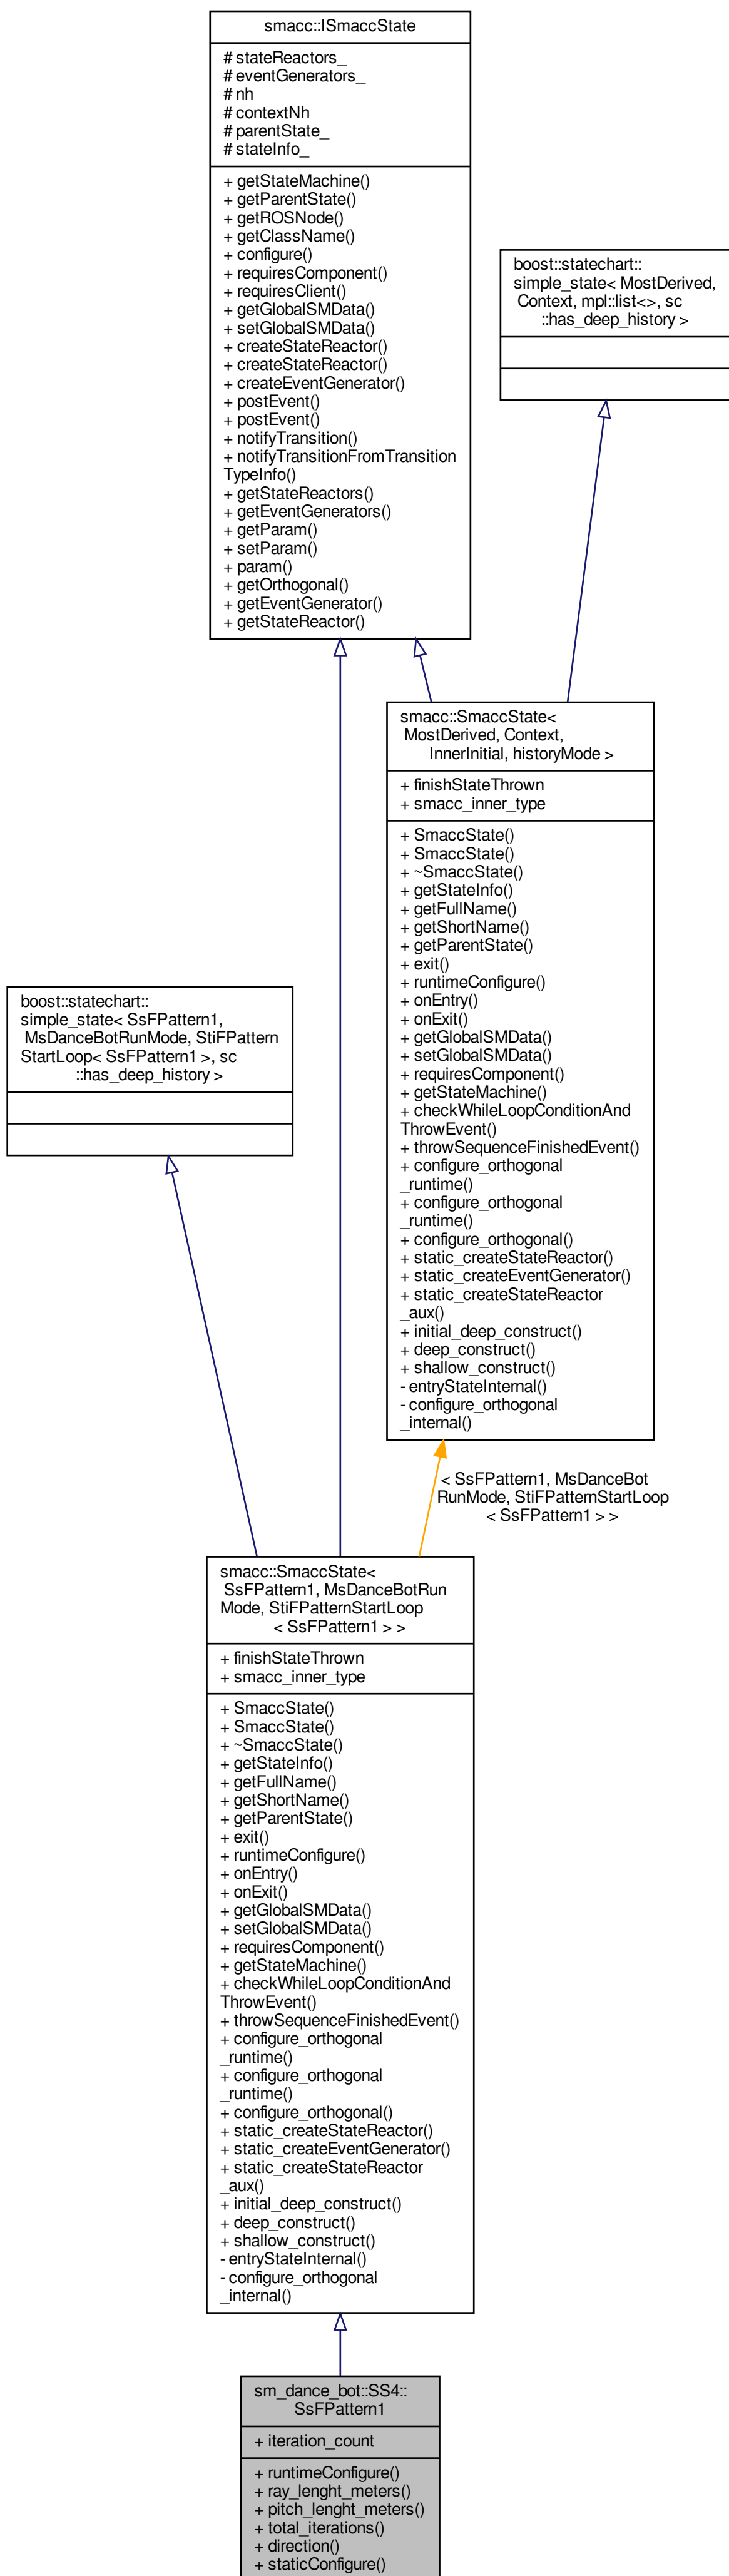 smacc::ISmaccState
# stateReactors_
# eventGenerators_
# nh
# contextNh
# parentState_
# stateInfo_
+ getStateMachine()
+ getParentState()
+ getROSNode()
+ getClassName()
+ configure()
+ requiresComponent()
+ requiresClient()
+ getGlobalSMData()
+ setGlobalSMData()
+ createStateReactor()
+ createStateReactor()
+ createEventGenerator()
+ postEvent()
+ postEvent()
+ notifyTransition()
+ notifyTransitionFromTransition
TypeInfo()
+ getStateReactors()
+ getEventGenerators()
+ getParam()
+ setParam()
+ param()
+ getOrthogonal()
+ getEventGenerator()
+ getStateReactor()
boost::statechart::
simple_state< MostDerived,
Context, mpl::list<>, sc
::has_deep_history >
smacc::SmaccState<
MostDerived, Context,
InnerInitial, historyMode >
+ finishStateThrown
+ smacc_inner_type
+ SmaccState()
+ SmaccState()
+ ~SmaccState()
+ getStateInfo()
+ getFullName()
+ getShortName()
+ getParentState()
+ exit()
+ runtimeConfigure()
+ onEntry()
+ onExit()
+ getGlobalSMData()
+ setGlobalSMData()
+ requiresComponent()
+ getStateMachine()
+ checkWhileLoopConditionAnd
ThrowEvent()
+ throwSequenceFinishedEvent()
+ configure_orthogonal
_runtime()
+ configure_orthogonal
_runtime()
+ configure_orthogonal()
+ static_createStateReactor()
+ static_createEventGenerator()
+ static_createStateReactor
_aux()
+ initial_deep_construct()
+ deep_construct()
+ shallow_construct()
- entryStateInternal()
- configure_orthogonal
_internal()
boost::statechart::
simple_state< SsFPattern1,
MsDanceBotRunMode, StiFPattern
StartLoop< SsFPattern1 >, sc
::has_deep_history >
< SsFPattern1, MsDanceBot
RunMode, StiFPatternStartLoop
< SsFPattern1 > >
smacc::SmaccState<
SsFPattern1, MsDanceBotRun
Mode, StiFPatternStartLoop
< SsFPattern1 > >
+ finishStateThrown
+ smacc_inner_type
+ SmaccState()
+ SmaccState()
+ ~SmaccState()
+ getStateInfo()
+ getFullName()
+ getShortName()
+ getParentState()
+ exit()
+ runtimeConfigure()
+ onEntry()
+ onExit()
+ getGlobalSMData()
+ setGlobalSMData()
+ requiresComponent()
+ getStateMachine()
+ checkWhileLoopConditionAnd
ThrowEvent()
+ throwSequenceFinishedEvent()
+ configure_orthogonal
_runtime()
+ configure_orthogonal
_runtime()
+ configure_orthogonal()
+ static_createStateReactor()
+ static_createEventGenerator()
+ static_createStateReactor
_aux()
+ initial_deep_construct()
+ deep_construct()
+ shallow_construct()
- entryStateInternal()
- configure_orthogonal
_internal()
sm_dance_bot::SS4::
SsFPattern1
+ iteration_count
+ runtimeConfigure()
+ ray_lenght_meters()
+ pitch_lenght_meters()
+ total_iterations()
+ direction()
+ staticConfigure()